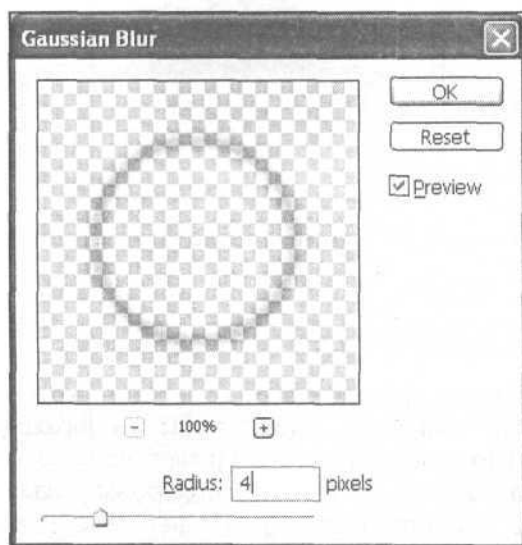 Gaussian Blur
OK
Reset
Preview
100%
Radius: 4 pixels